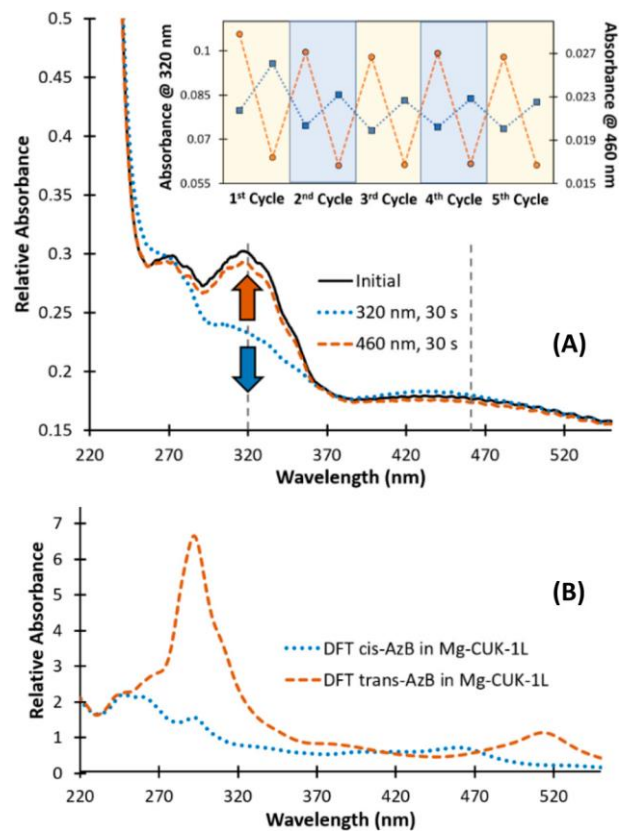 0.5
0.45
0.4
0.35
0.3
0.25
0.2
0.15
Relative Absorbance
220 270 320 370 420 470 520
Wavelength (nm)
Absorbance @ 320 nm
0.1
0.085
0.07
0.055
Absorbance @ 460 nm
0.027
0.023
0.019
0.015
1st Cycle 2nd Cycle 3rd Cycle 4th Cycle 5th Cycle
Initial
320 nm, 30 s
460 nm, 30 s
(A)
7
6
5
4
3
2
1
0
Relative Absorbance
(B)
DFT cis-AzB in Mg-CUK-1L
DFT trans-AzB in Mg-CUK-1L
220 270 320 370 420 470 520
Wavelength (nm)